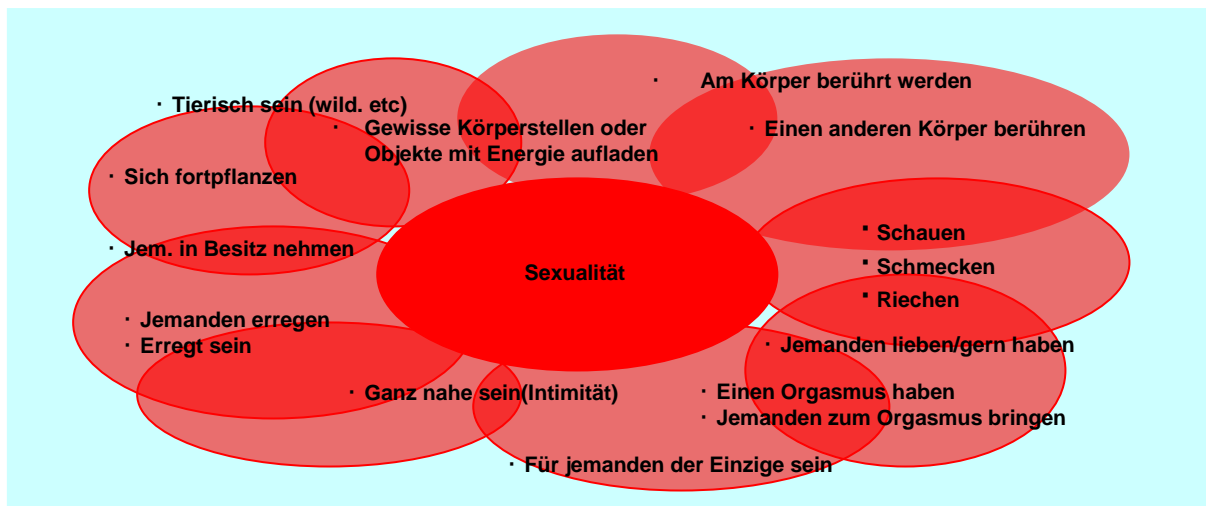 · Am Körper berührt werden
· Tierisch sein (wild. etc)
· Gewisse Körperstellen oder
Objekte mit Energie aufladen
· Einen anderen Körper berühren
· Sich fortpflanzen
· Jem. in Besitz nehmen
▪ Schauen
▪ Schmecken
▪ Riechen
Sexualität
· Jemanden erregen
· Erregt sein
· Jemanden lieben/gern haben
· Ganz nahe sein(Intimität)
· Einen Orgasmus haben
· Jemanden zum Orgasmus bringen
· Für jemanden der Einzige sein